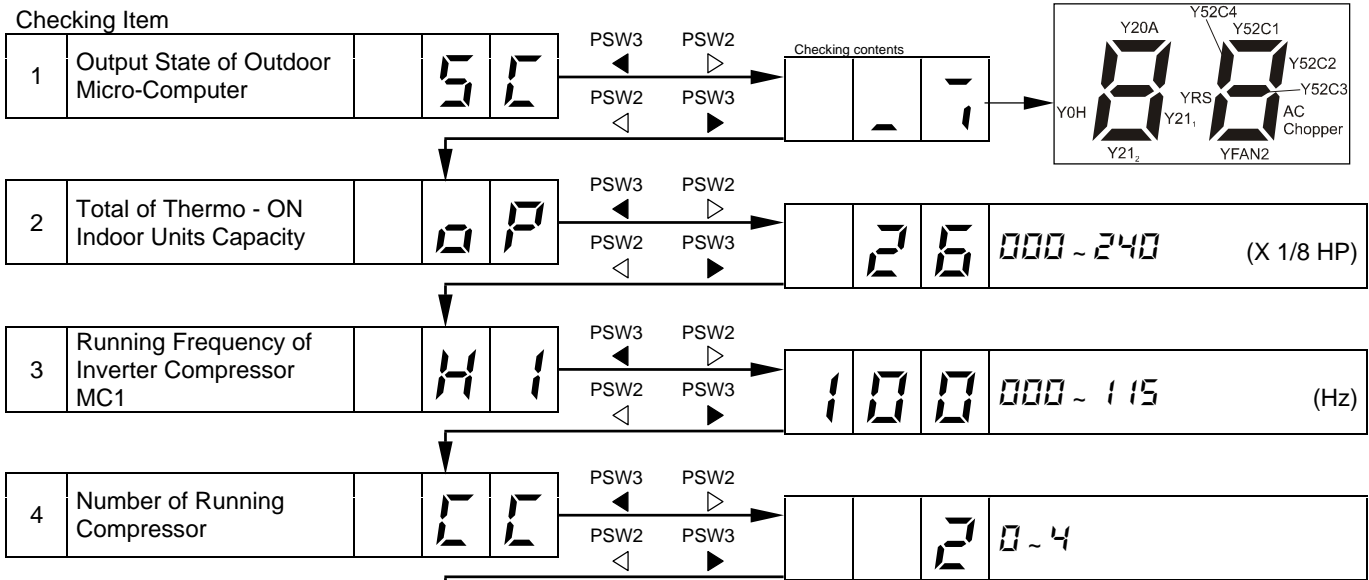 Checking Item
1 Output State of Outdoor Micro-Computer SC
PSW3 PSW2
◀ ▷
PSW2 PSW3
◁ ▶
Checking contents
Y20A
Y52C4
Y52C1
Y52C2
Y52C3
YRS
Y0H
Y21₁
AC
Chopper
Y21₂
YFAN2
2 Total of Thermo - ON
Indoor Units Capacity
oP
PSW3 PSW2
◀ ▷
PSW2 PSW3
◁ ▶
26 000 ~ 240 (X 1/8 HP)
3 Running Frequency of
Inverter Compressor
MC1
H1
PSW3 PSW2
◀ ▷
PSW2 PSW3
◁ ▶
100 000 ~ 115 (Hz)
4 Number of Running
Compressor
CC
PSW3 PSW2
◀ ▷
PSW2 PSW3
◁ ▶
2 0 ~ 4